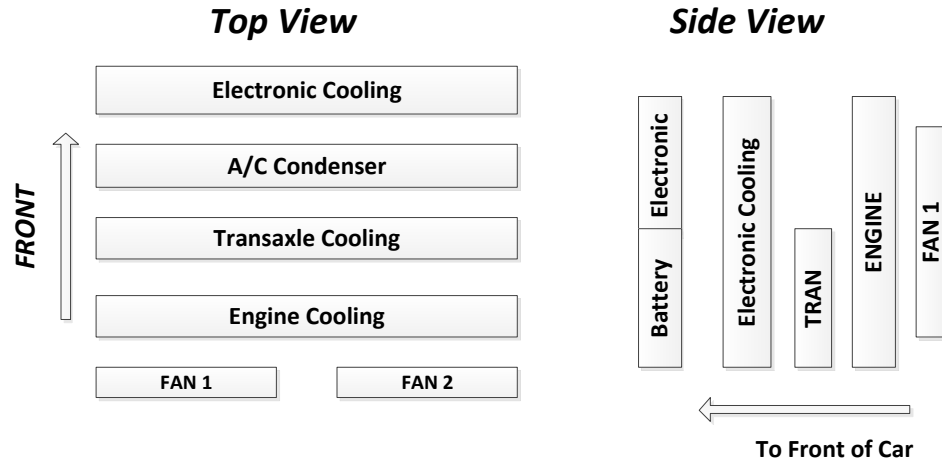 Top View
Electronic Cooling
A/C Condenser
Transaxle Cooling
Engine Cooling
FAN 1
FAN 2
FRONT
Side View
Electronic
Battery
Electronic Cooling
TRAN
ENGINE
FAN 1
To Front of Car